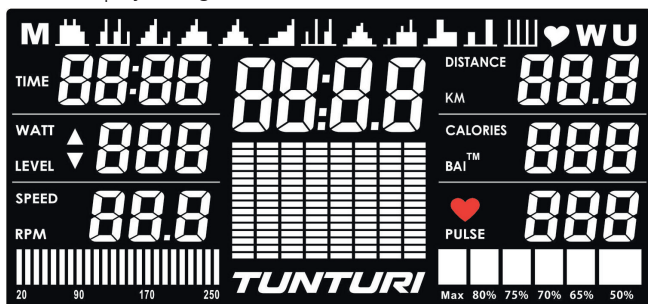 M W U
TIME 88:88
88:8.8
DISTANCE
KM 88.8
WATT
LEVEL 888
CALORIES
BAI™ 888
SPEED
RPM 88.8
PULSE 888
20 90 170 250
TUNTURI
Max 80% 75% 70% 65% 50%